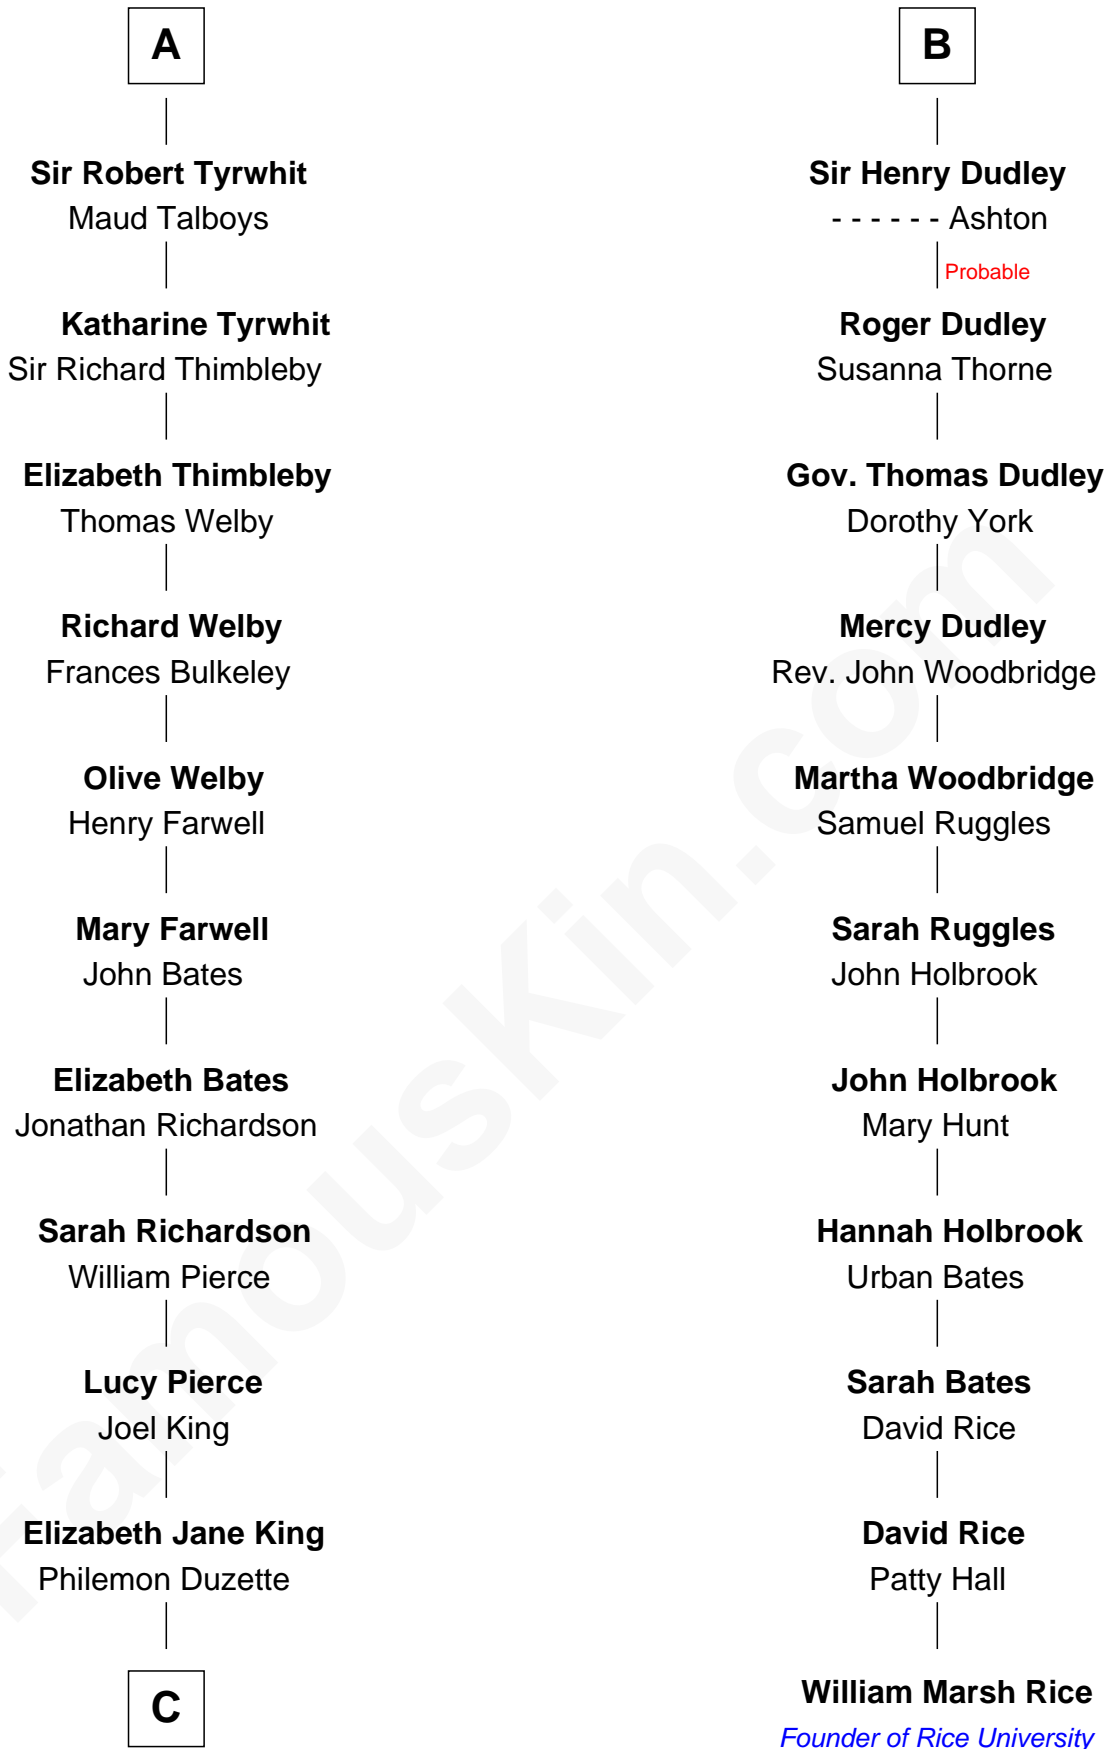 A
Sir Robert Tyrwhit
Maud Talboys
Katharine Tyrwhit
Sir Richard Thimbleby
Elizabeth Thimbleby
Thomas Welby
Richard Welby
Frances Bulkeley
Olive Welby
Henry Farwell
Mary Farwell
John Bates
Elizabeth Bates
Jonathan Richardson
Sarah Richardson
William Pierce
Lucy Pierce
Joel King
Elizabeth Jane King
Philemon Duzette
C
B
Sir Henry Dudley
- - - - - - Ashton
Probable
Roger Dudley
Susanna Thorne
Gov. Thomas Dudley
Dorothy York
Mercy Dudley
Rev. John Woodbridge
Martha Woodbridge
Samuel Ruggles
Sarah Ruggles
John Holbrook
John Holbrook
Mary Hunt
Hannah Holbrook
Urban Bates
Sarah Bates
David Rice
David Rice
Patty Hall
William Marsh Rice
Founder of Rice University
FamousKin.com